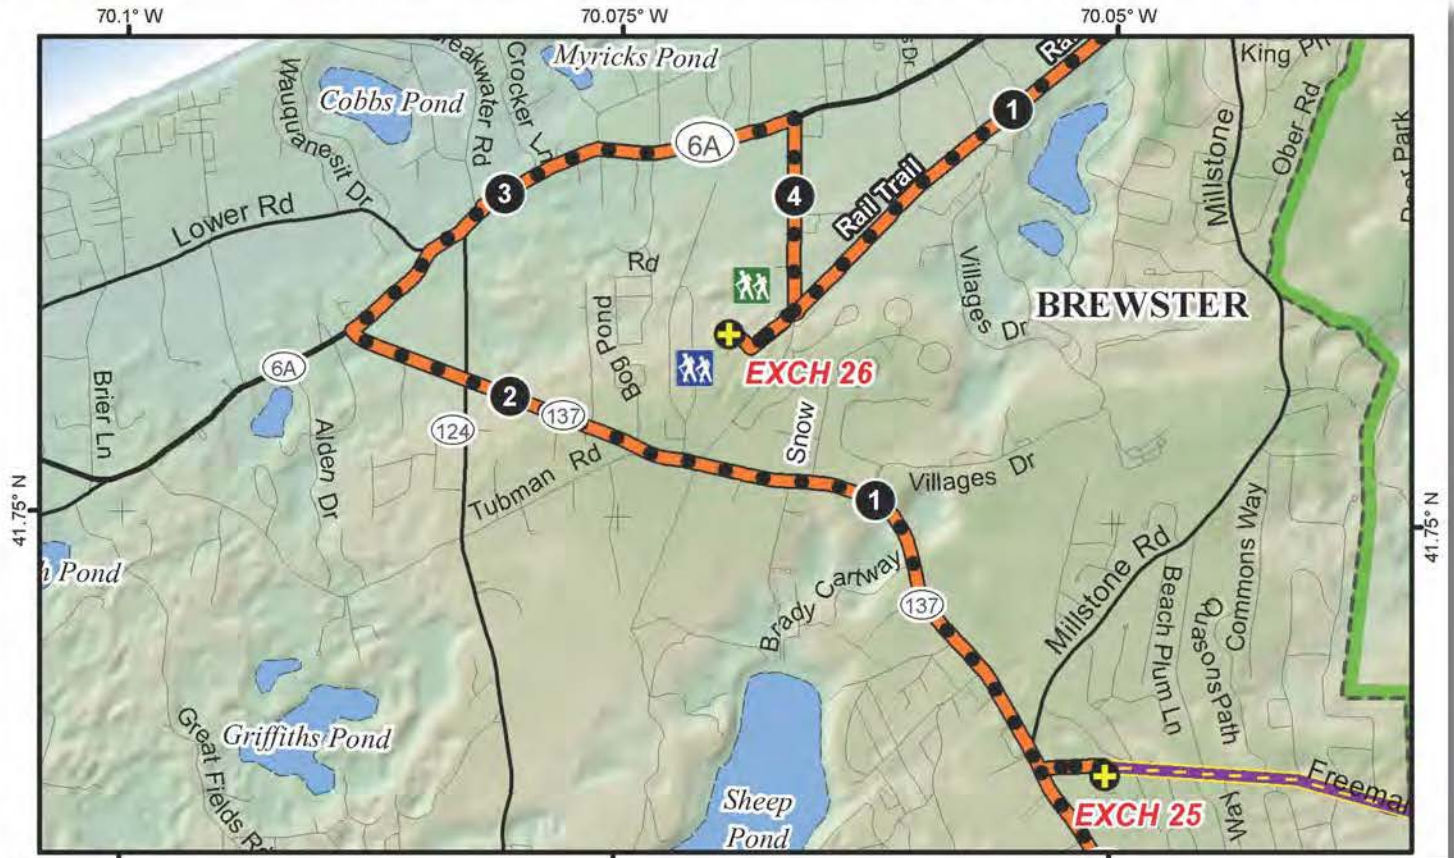 70.1° W
70.075° W
70.05° W
Myricks Pond
Cobbs Pond
Wauquanesit Dr
Crocker Ln
King
Millstone
Ober Rd
6A
1
3
4
Rail Trail
Lower Rd
Rd
Bog Pond
Villages Dr
BREWSTER
EXCH 26
6A
2
137
124
Snow
Brier Ln
Alden Dr
Tubman Rd
1
Villages Dr
41.75° N
41.75° N
Pond
Brady Cartway
137
Millstone Rd
Beach Plum Ln
Commons Way
Griffiths Pond
Great Fields
Sheep
Pond
EXCH 25
Way